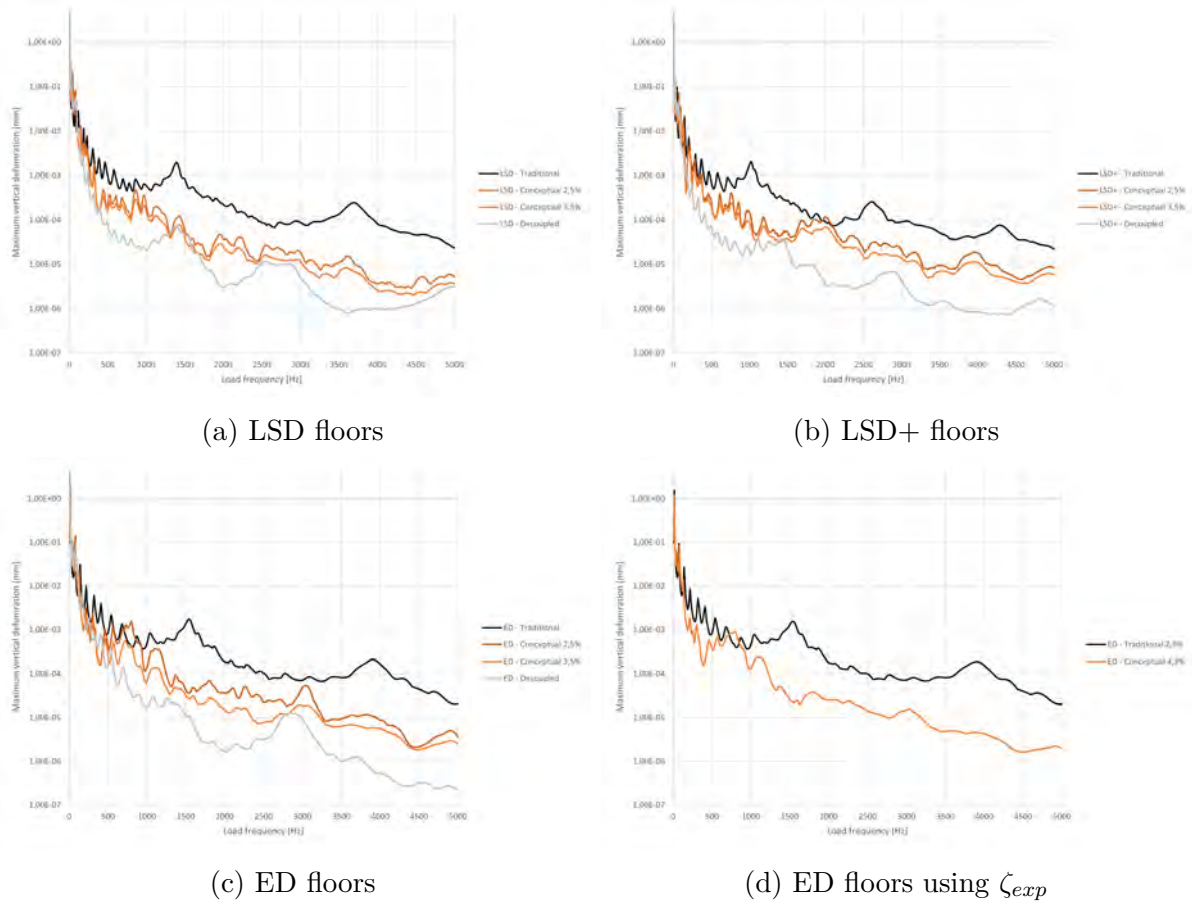 1,00E+00
1,00E-01
1,00E-02
1,00E-03
1,00E-04
1,00E-05
1,00E-06
1,00E-07
Maximum vertical deformation [mm]
0 500 1000 1500 2000 2500 3000 3500 4000 4500 5000
Load frequency [Hz]
LSD - Traditional
LSD - Conceptual 2,5%
LSD - Conceptual 3,5%
LSD - Decoupled
(a) LSD floors
1,00E+00
1,00E-01
1,00E-02
1,00E-03
1,00E-04
1,00E-05
1,00E-06
1,00E-07
Maximum vertical deformation [mm]
0 500 1000 1500 2000 2500 3000 3500 4000 4500 5000
Load frequency [Hz]
LSD+ - Traditional
LSD+ - Conceptual 2,5%
LSD+ - Conceptual 3,5%
LSD+ - Decoupled
(b) LSD+ floors
1,00E+00
1,00E-01
1,00E-02
1,00E-03
1,00E-04
1,00E-05
1,00E-06
1,00E-07
Maximum vertical deformation [mm]
0 500 1000 1500 2000 2500 3000 3500 4000 4500 5000
Load frequency [Hz]
ED - Traditional
ED - Conceptual 2,5%
ED - Conceptual 3,5%
ED - Decoupled
(c) ED floors
1,00E+00
1,00E-01
1,00E-02
1,00E-03
1,00E-04
1,00E-05
1,00E-06
1,00E-07
Maximum vertical deformation [mm]
0 500 1000 1500 2000 2500 3000 3500 4000 4500 5000
Load frequency [Hz]
ED - Traditional
ED - Conceptual
(d) ED floors using ζexp